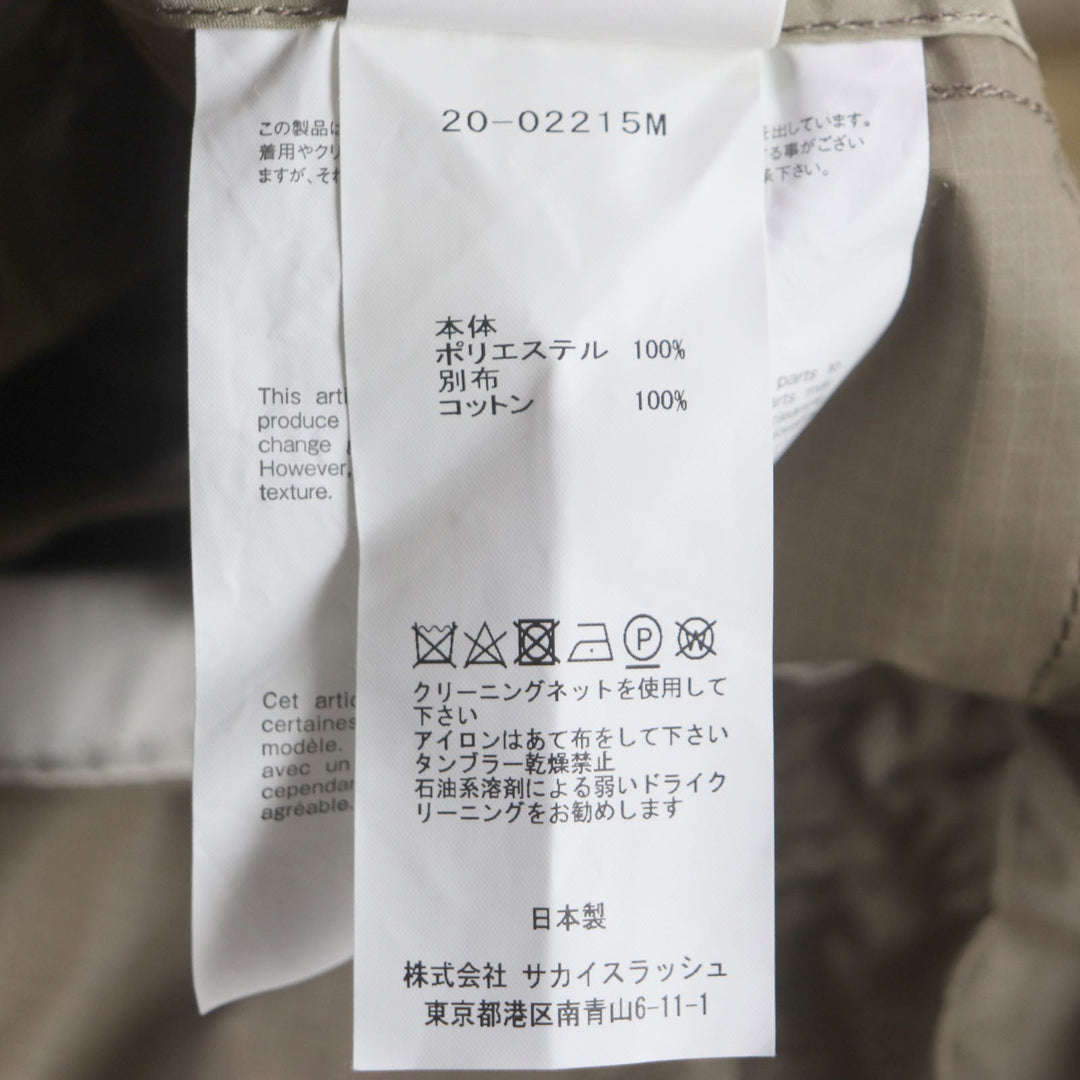 20-02215M
本体
ポリエステル 100%
別布
コットン 100%
P
W
クリーニングネットを使用して
下さい
アイロンはあて布をして下さい
タンブラー乾燥禁止
石油系溶剤による弱いドライク
リーニングをお勧めします
日本製
株式会社 サカイスラッシュ
東京都港区南青山6-11-1
この製品は
着用やクリ
ますが、それ
を出しています。
る事がござい
承下さい。
This arti
produce
change
However,
texture.
parts to
Cet artic
certaines
modèle.
avec un
cependan
agréable.